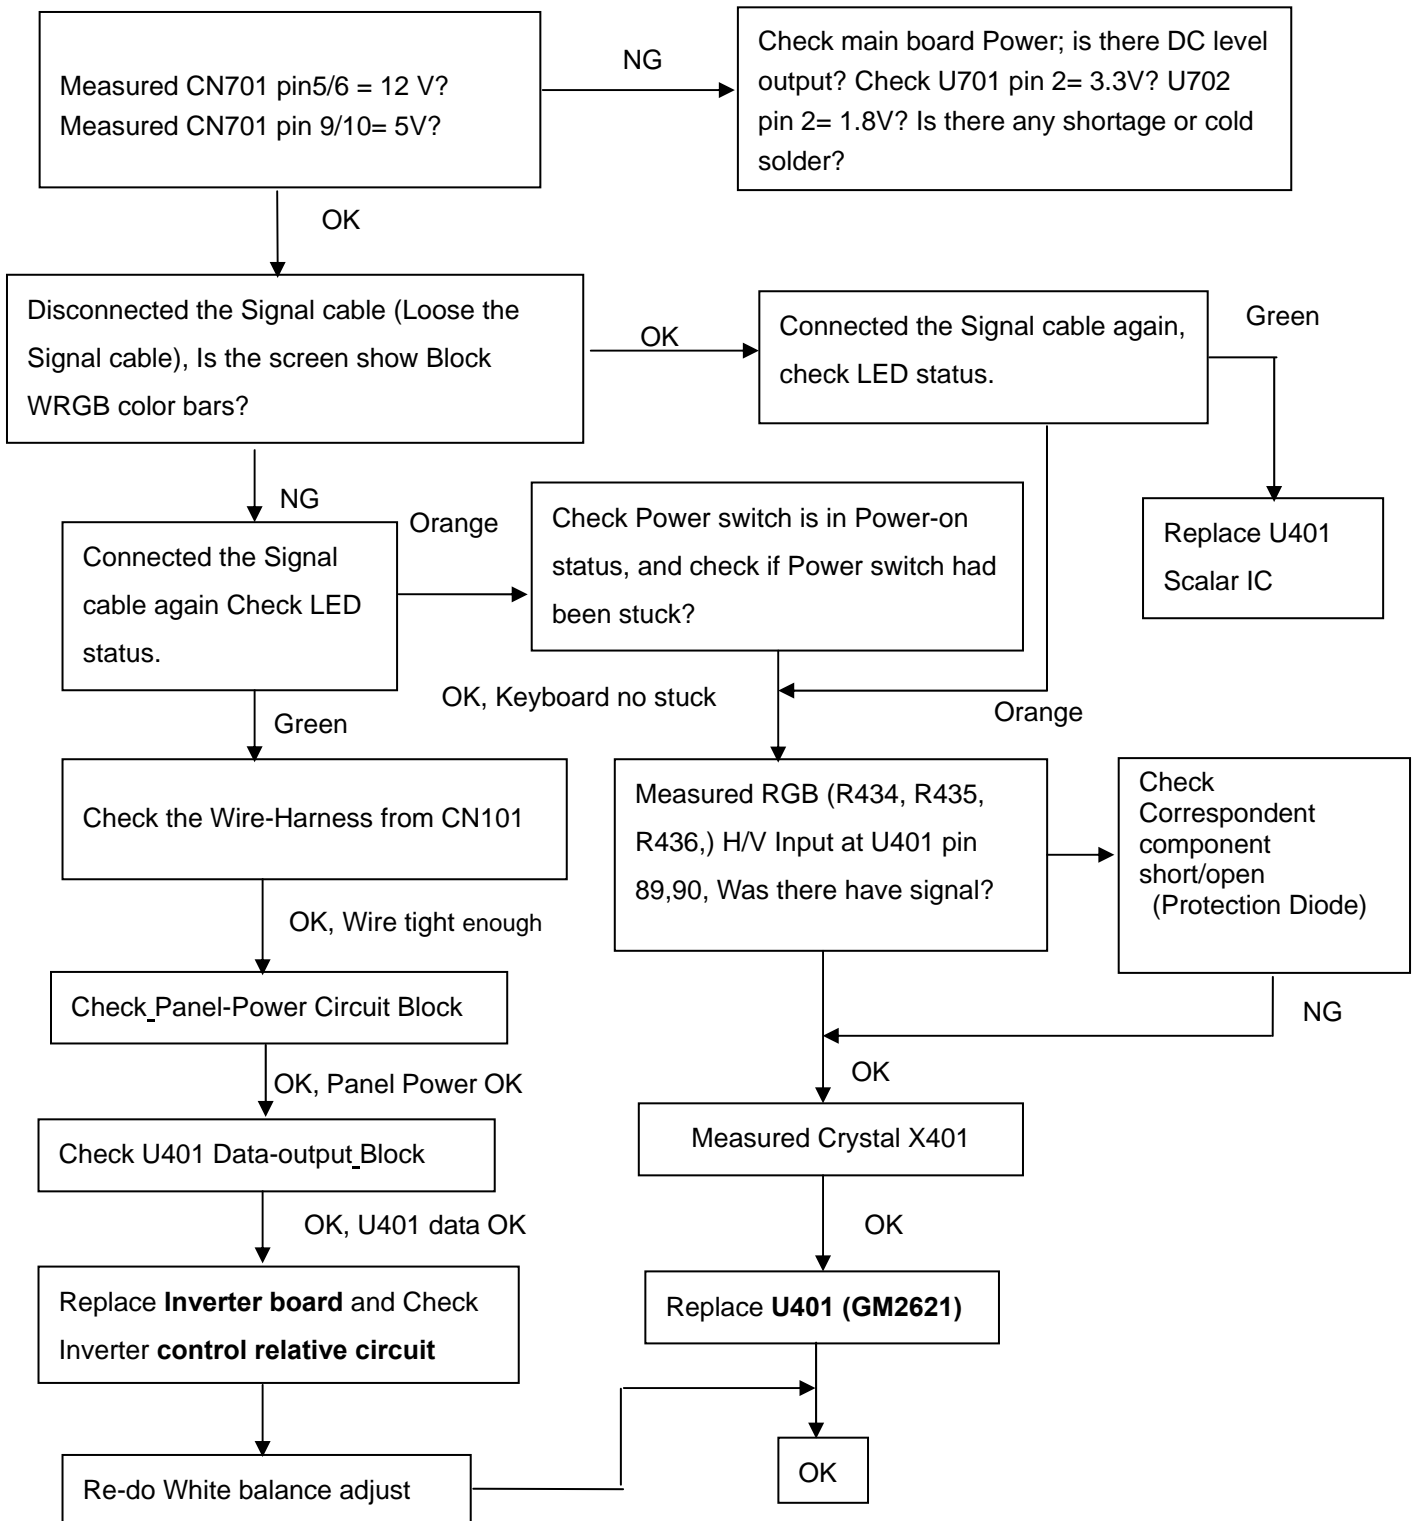 Measured CN701 pin5/6 = 12 V?
Measured CN701 pin 9/10= 5V?
NG
Check main board Power; is there DC level
output? Check U701 pin 2= 3.3V? U702
pin 2= 1.8V? Is there any shortage or cold
solder?
OK
Disconnected the Signal cable (Loose the
Signal cable), Is the screen show Block
WRGB color bars?
OK
Connected the Signal cable again,
check LED status.
Green
Replace U401
Scalar IC
NG
Connected the Signal
cable again Check LED
status.
Orange
Check Power switch is in Power-on
status, and check if Power switch had
been stuck?
OK, Keyboard no stuck
Orange
Green
Check the Wire-Harness from CN101
Measured RGB (R434, R435,
R436,) H/V Input at U401 pin
89,90, Was there have signal?
Check
Correspondent
component
short/open
(Protection Diode)
OK, Wire tight enough
NG
Check Panel-Power Circuit Block
OK
OK, Panel Power OK
Measured Crystal X401
Check U401 Data-output Block
OK
OK, U401 data OK
Replace Inverter board and Check
Inverter control relative circuit
Replace U401 (GM2621)
Re-do White balance adjust
OK